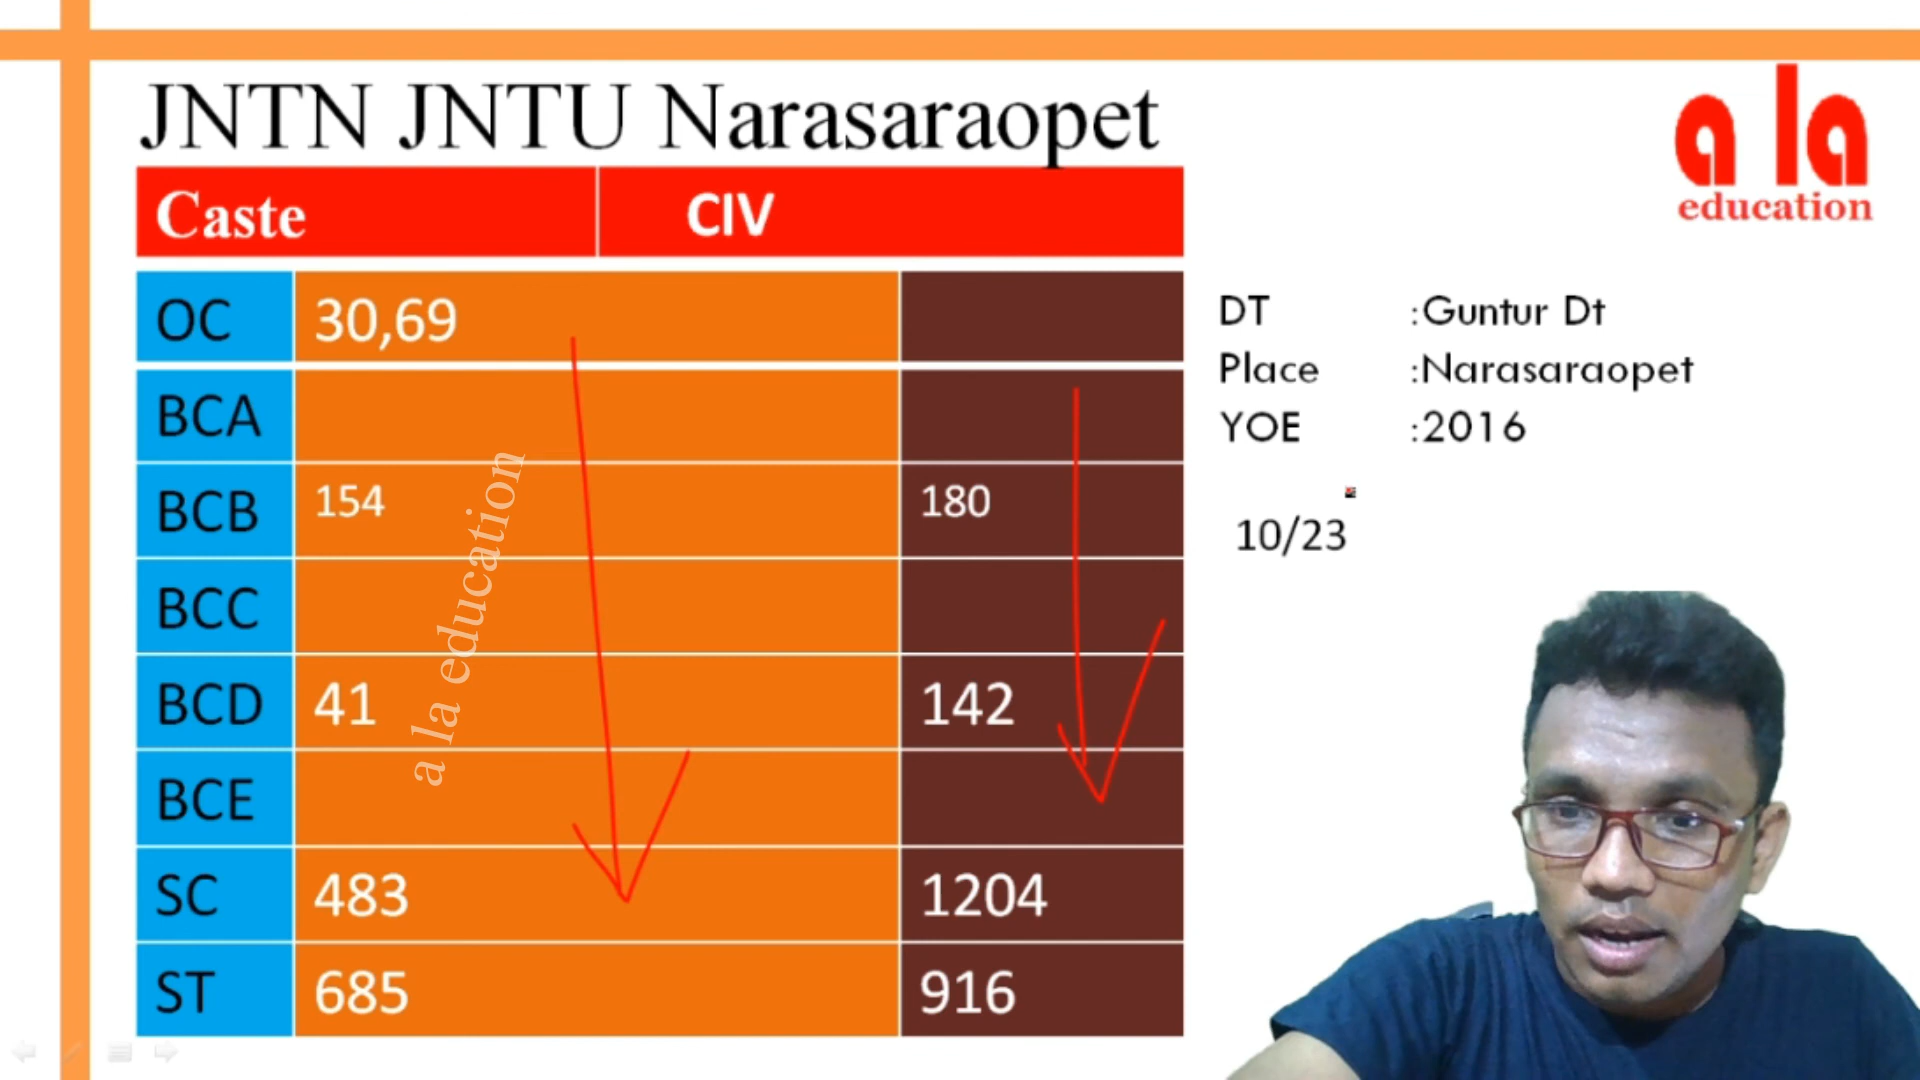 JNTN JNTU Narasaraopet
a la
education
Caste CIV
OC 30,69
BCA
BCB 154 180
BCC
BCD 41 142
BCE
SC 483 1204
ST 685 916
a la education
DT :Guntur Dt
Place :Narasaraopet
YOE :2016
10/23